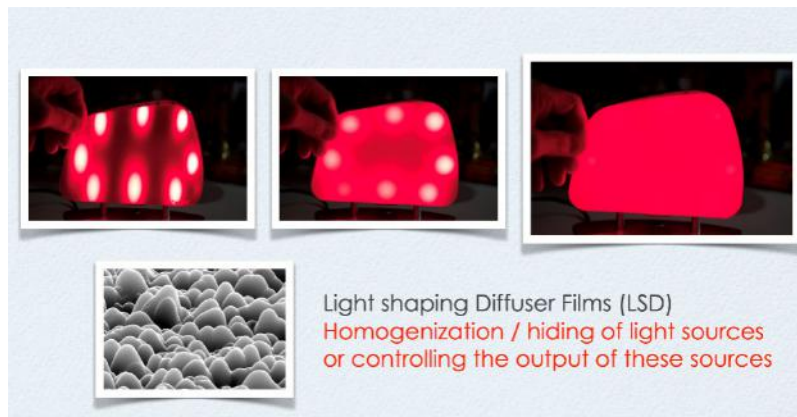 Light shaping Diffuser Films (LSD)
Homogenization / hiding of light sources
or controlling the output of these sources